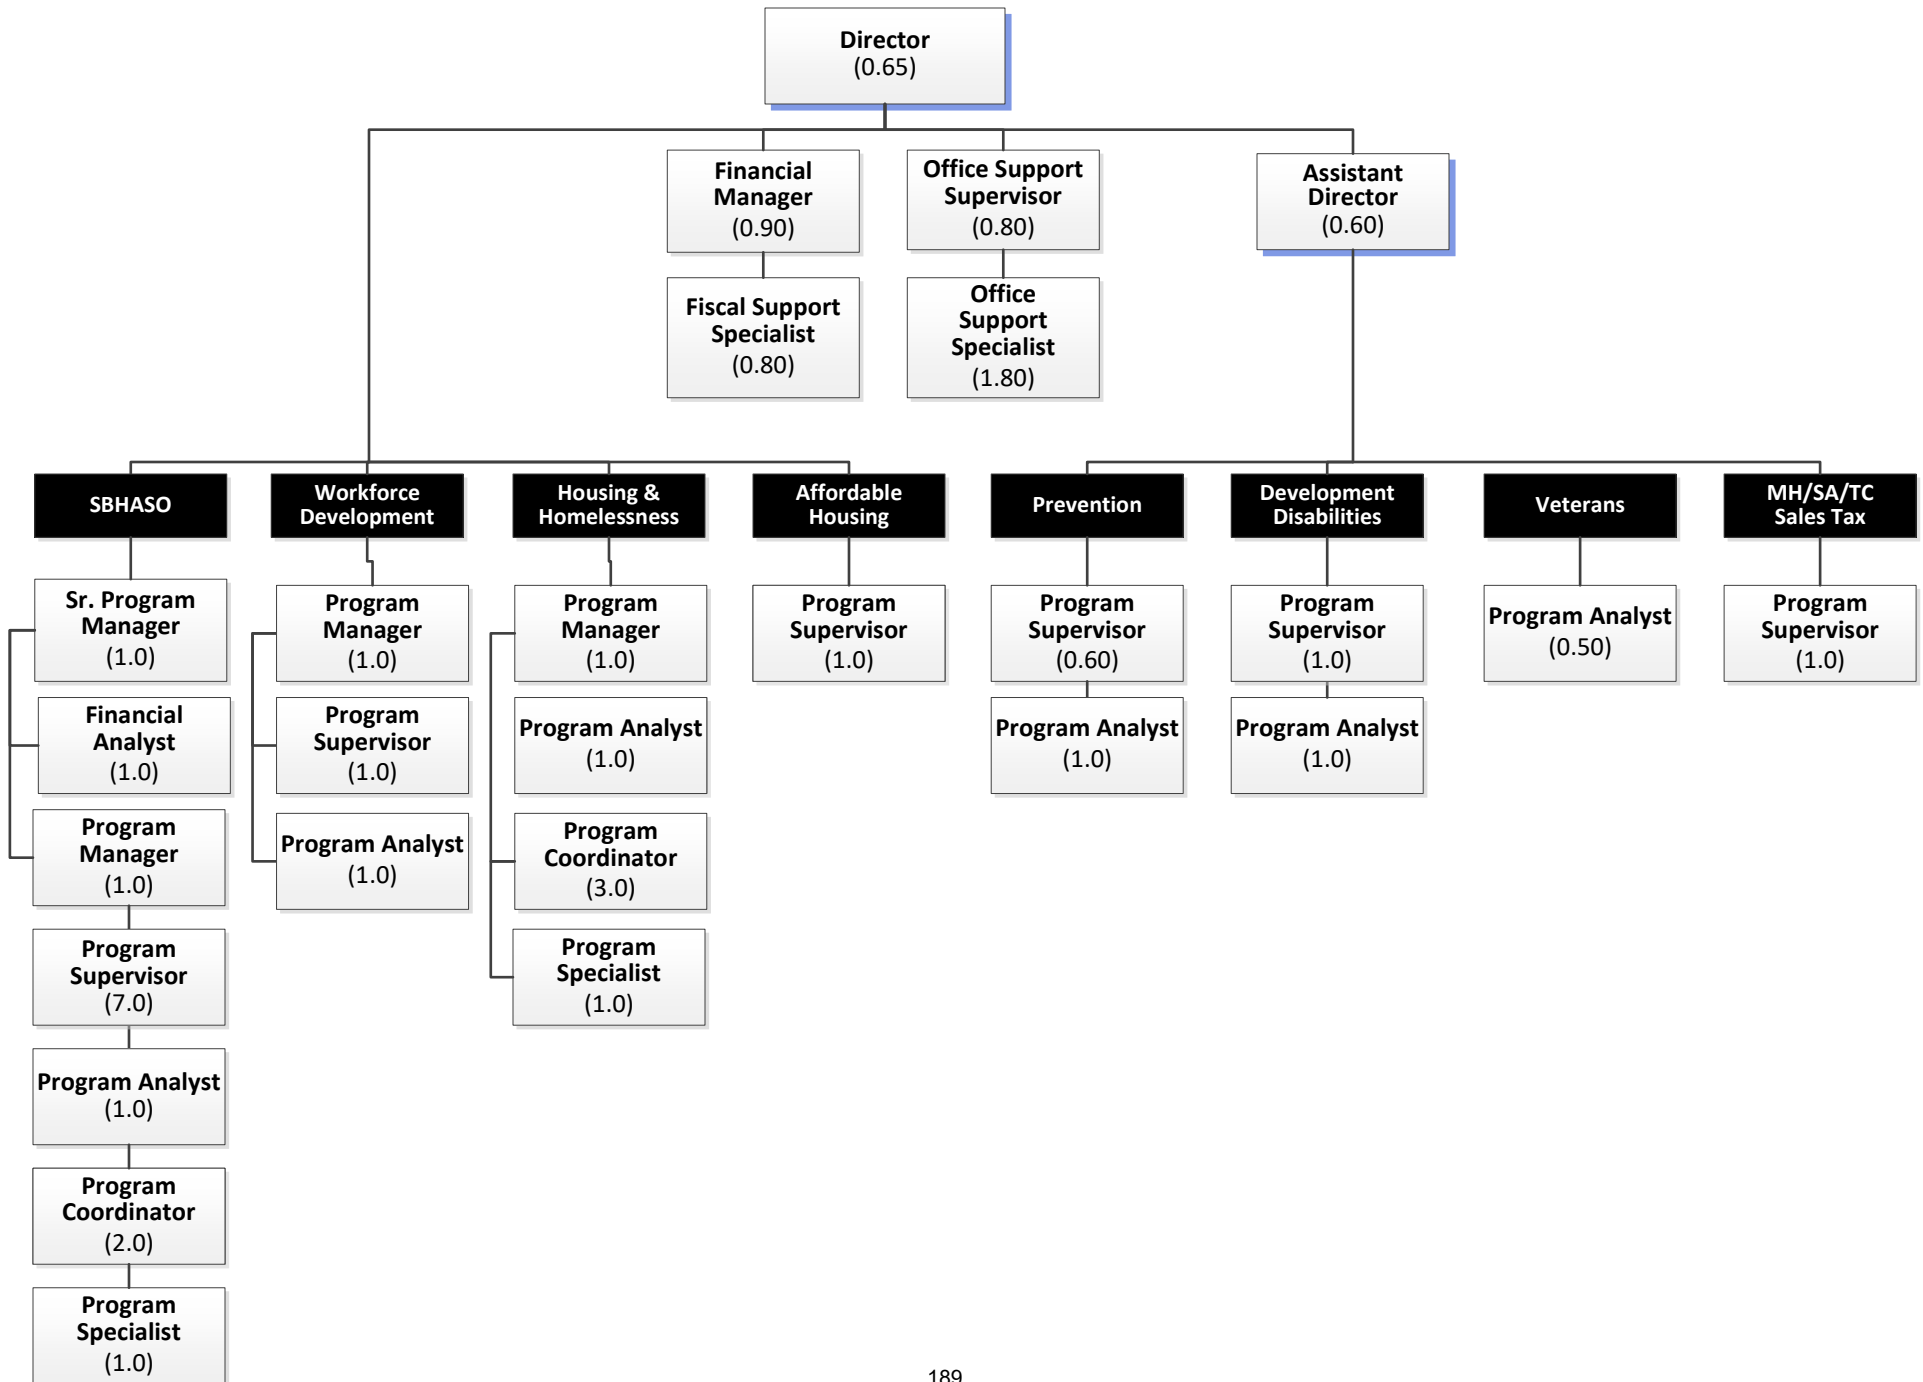 Director
(0.65)
Financial
Manager
(0.90)
Office Support
Supervisor
(0.80)
Assistant
Director
(0.60)
Fiscal Support
Specialist
(0.80)
Office
Support
Specialist
(1.80)
SBHASO
Workforce
Development
Housing &
Homelessness
Affordable
Housing
Prevention
Development
Disabilities
Veterans
MH/SA/TC
Sales Tax
Sr. Program
Manager
(1.0)
Financial
Analyst
(1.0)
Program
Manager
(1.0)
Program
Supervisor
(7.0)
Program Analyst
(1.0)
Program
Coordinator
(2.0)
Program
Specialist
(1.0)
Program
Manager
(1.0)
Program
Supervisor
(1.0)
Program Analyst
(1.0)
Program
Manager
(1.0)
Program Analyst
(1.0)
Program
Coordinator
(3.0)
Program
Specialist
(1.0)
Program
Supervisor
(1.0)
Program
Supervisor
(0.60)
Program Analyst
(1.0)
Program
Supervisor
(1.0)
Program Analyst
(1.0)
Program Analyst
(0.50)
Program
Supervisor
(1.0)
189